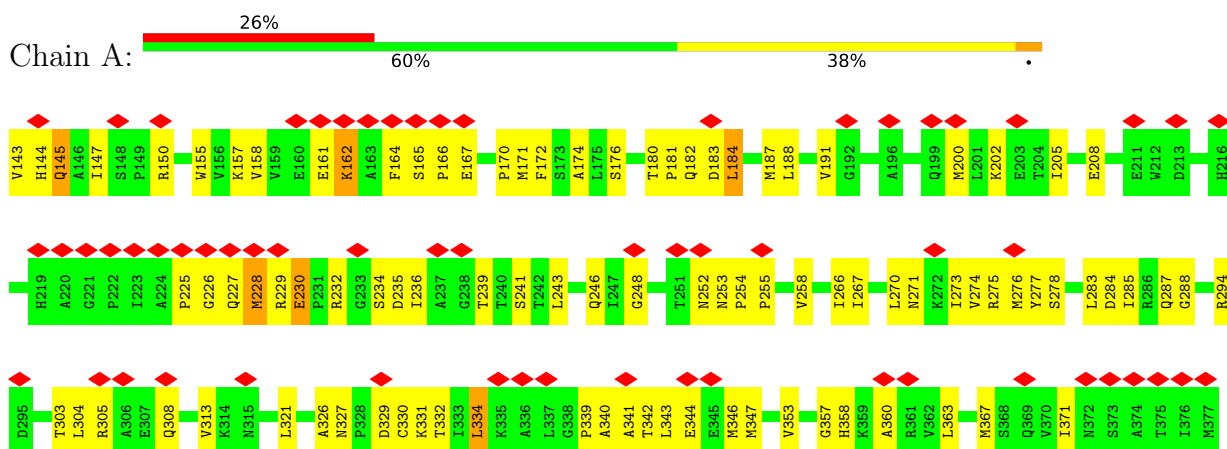 26%
Chain A:
60% 38% •
V143 H144 Q145 A146 I147 S148 P149 R150 W155 V156 K157 V158 V159 E160 E161 K162 A163 F164 S165 P166 E167 P170 M171 F172 S173 A174 L175 S176 T180 P181 Q182 D183 L184 M187 L188 V191 G192 A196 Q199 M200 L201 K202 E203 T204 I205 E208 E211 W212 D213 H216
H219 A220 G221 P222 I223 A224 P225 G226 Q227 M228 R229 E230 P231 R232 G233 S234 D235 I236 A237 G238 T239 T240 S241 T242 L243 Q246 I247 G248 T251 N252 N253 P254 P255 V258 I266 I267 L270 N271 K272 I273 V274 R275 M276 Y277 S278 L283 D284 I285 R286 Q287 G288 R294
D295 T303 L304 R305 A306 E307 Q308 V313 K314 N315 L321 A326 N327 P328 D329 C330 K331 T332 I333 L334 K335 A336 L337 G338 P339 A340 A341 T342 L343 E344 E345 M346 M347 V353 G357 H358 K359 A360 R361 V362 L363 M367 S368 Q369 V370 I371 N372 S373 A374 T375 I376 M377